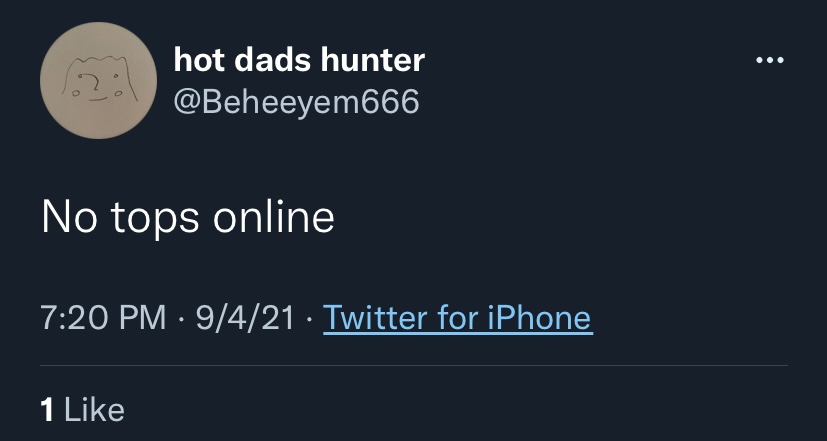 hot dads hunter
@Beheeyem666
No tops online
7:20 PM · 9/4/21 · Twitter for iPhone
1 Like